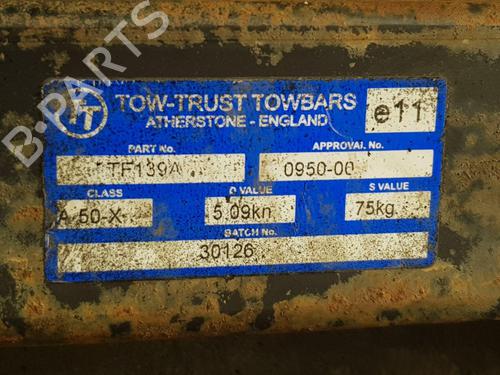 B-PARTS
TT
TOW-TRUST TOWBARS
ATHERSTONE - ENGLAND
e11
PART No.
APPROVAL No.
TF139A
0950-00
CLASS
D VALUE
S VALUE
A 50-X
5.09kn
75kg
BATCH No.
30126